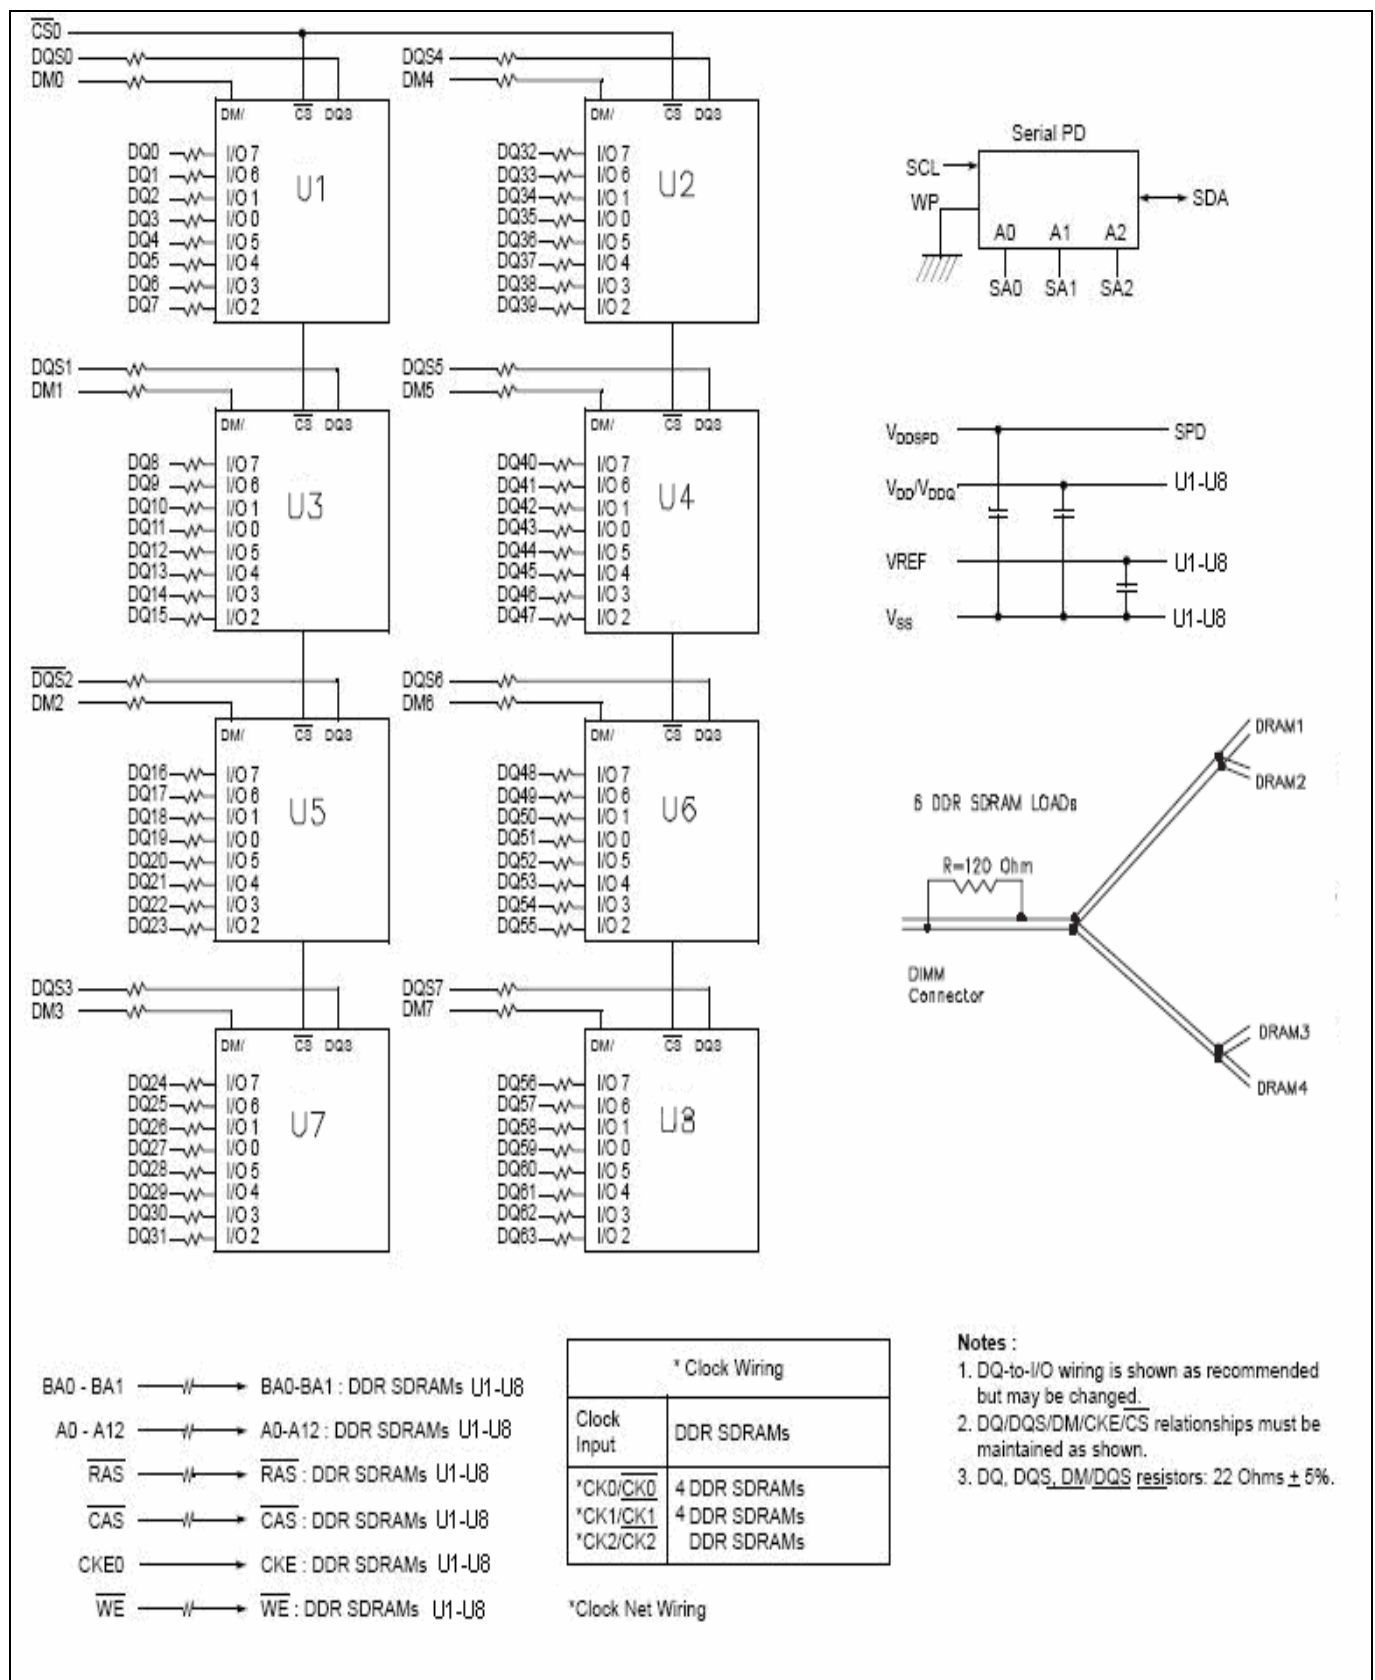 CS0
DQS0
DM0
DM/ CS DQS
DQ0 I/O 7
DQ1 I/O 6
DQ2 I/O 1
DQ3 I/O 0
DQ4 I/O 5
DQ5 I/O 4
DQ6 I/O 3
DQ7 I/O 2
U1
DQS4
DM4
DM/ CS DQS
DQ32 I/O 7
DQ33 I/O 6
DQ34 I/O 1
DQ35 I/O 0
DQ36 I/O 5
DQ37 I/O 4
DQ38 I/O 3
DQ39 I/O 2
U2
DQS1
DM1
DM/ CS DQS
DQ8 I/O 7
DQ9 I/O 6
DQ10 I/O 1
DQ11 I/O 0
DQ12 I/O 5
DQ13 I/O 4
DQ14 I/O 3
DQ15 I/O 2
U3
DQS5
DM5
DM/ CS DQS
DQ40 I/O 7
DQ41 I/O 6
DQ42 I/O 1
DQ43 I/O 0
DQ44 I/O 5
DQ45 I/O 4
DQ46 I/O 3
DQ47 I/O 2
U4
DQS2
DM2
DM/ CS DQS
DQ16 I/O 7
DQ17 I/O 6
DQ18 I/O 1
DQ19 I/O 0
DQ20 I/O 5
DQ21 I/O 4
DQ22 I/O 3
DQ23 I/O 2
U5
DQS6
DM6
DM/ CS DQS
DQ48 I/O 7
DQ49 I/O 6
DQ50 I/O 1
DQ51 I/O 0
DQ52 I/O 5
DQ53 I/O 4
DQ54 I/O 3
DQ55 I/O 2
U6
DQS3
DM3
DM/ CS DQS
DQ24 I/O 7
DQ25 I/O 6
DQ26 I/O 1
DQ27 I/O 0
DQ28 I/O 5
DQ29 I/O 4
DQ30 I/O 3
DQ31 I/O 2
U7
DQS7
DM7
DM/ CS DQS
DQ56 I/O 7
DQ57 I/O 6
DQ58 I/O 1
DQ59 I/O 0
DQ60 I/O 5
DQ61 I/O 4
DQ62 I/O 3
DQ63 I/O 2
U8
Serial PD
SCL
WP
SDA
A0 A1 A2
SA0 SA1 SA2
VDDSPD SPD
VDD/VDDQ U1-U8
VREF U1-U8
VSS U1-U8
DRAM1
DRAM2
6 DDR SDRAM LOADs
R=120 Ohm
DIMM
Connector
DRAM3
DRAM4
BA0 - BA1 BA0-BA1 : DDR SDRAMs U1-U8
A0 - A12 A0-A12 : DDR SDRAMs U1-U8
RAS RAS : DDR SDRAMs U1-U8
CAS CAS : DDR SDRAMs U1-U8
CKE0 CKE : DDR SDRAMs U1-U8
WE WE : DDR SDRAMs U1-U8
* Clock Wiring
Clock
Input
DDR SDRAMs
*CK0/CK0 4 DDR SDRAMs
*CK1/CK1 4 DDR SDRAMs
*CK2/CK2 DDR SDRAMs
*Clock Net Wiring
Notes :
1. DQ-to-I/O wiring is shown as recommended
but may be changed.
2. DQ/DQS/DM/CKE/CS relationships must be
maintained as shown.
3. DQ, DQS, DM/DQS resistors: 22 Ohms ± 5%.